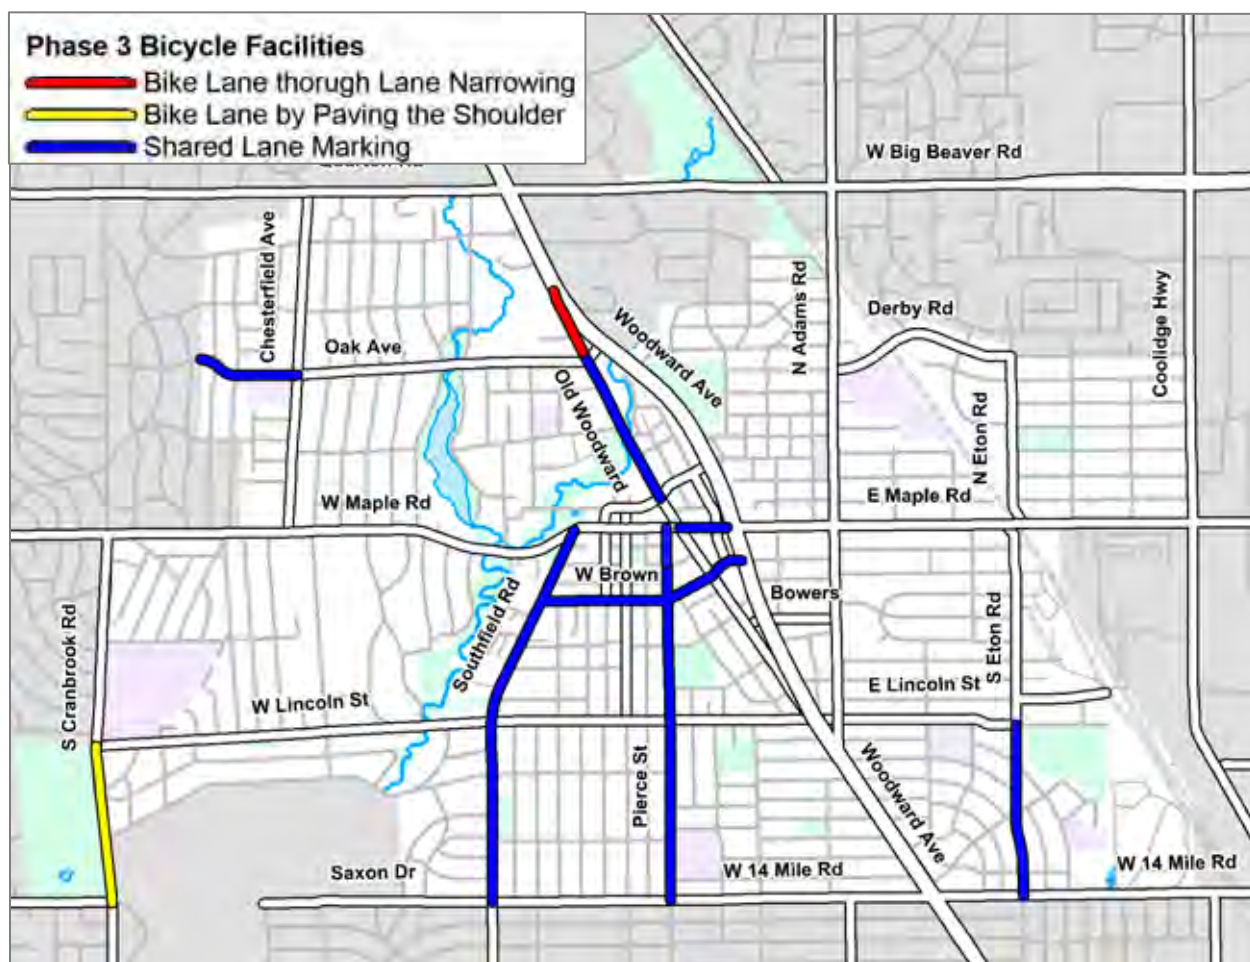 Phase 3 Bicycle Facilities
Bike Lane thorugh Lane Narrowing
Bike Lane by Paving the Shoulder
Shared Lane Marking
W Big Beaver Rd
Chesterfield Ave
Oak Ave
Old Woodward
Woodward Ave
N Adams Rd
Derby Rd
Coolidge Hwy
N Eton Rd
W Maple Rd
E Maple Rd
W Brown
Bowers
S Cranbrook Rd
Southfield Rd
S Eton Rd
W Lincoln St
E Lincoln St
Pierce St
Woodward Ave
Saxon Dr
W 14 Mile Rd
W 14 Mile Rd